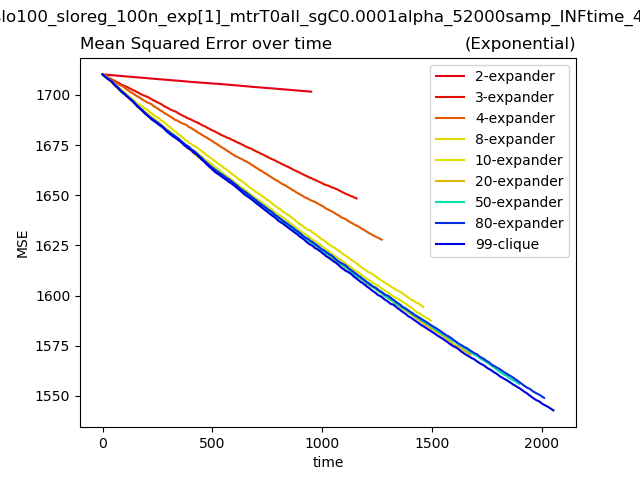 lo100_sloreg_100n_exp[1]_mtrT0all_sgC0.0001alpha_52000samp_INFtime_4
Mean Squared Error over time (Exponential)
1700
1675
1650
1625
1600
1575
1550
MSE
0 500 1000 1500 2000
time
2-expander
3-expander
4-expander
8-expander
10-expander
20-expander
50-expander
80-expander
99-clique